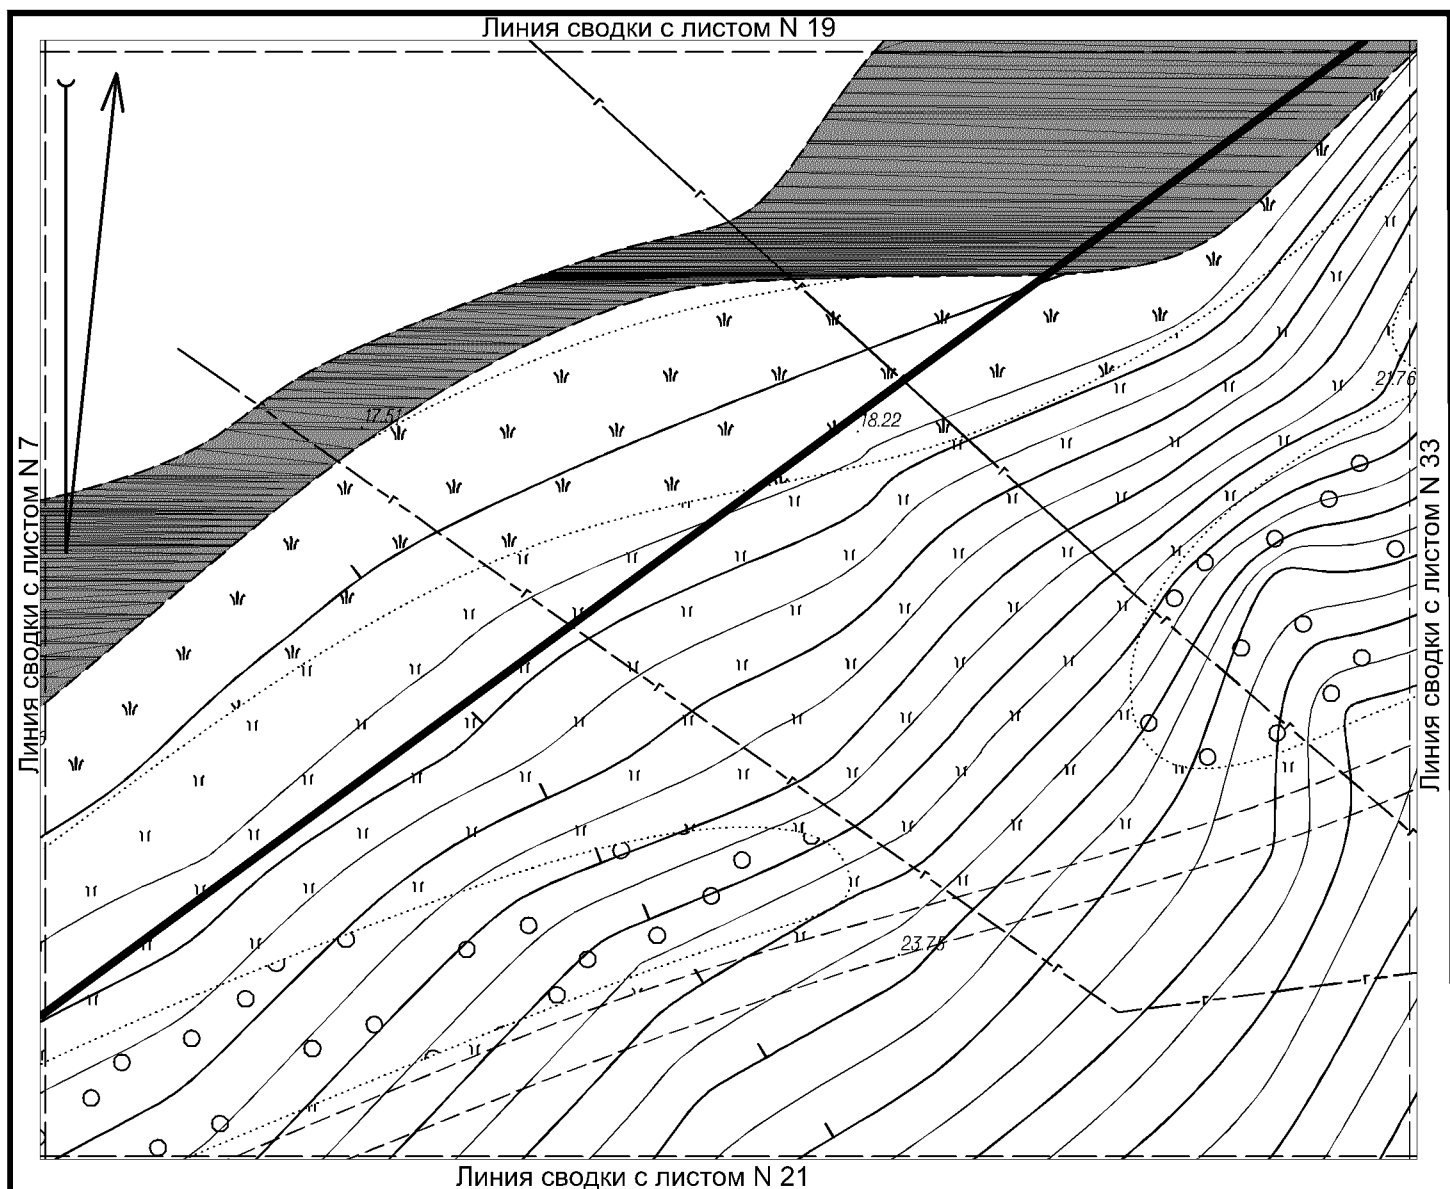 Линия сводки с листом N 19
Линия сводки с листом N 7
17.51
18.22
21.76
Линия сводки с листом N 33
23.75
Линия сводки с листом N 21